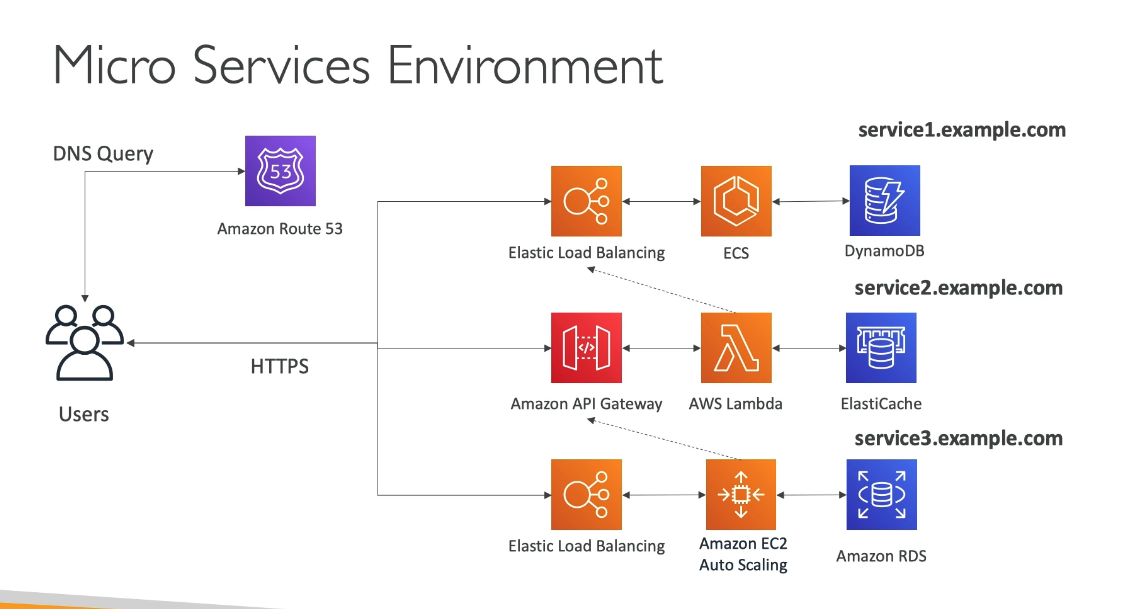 Micro Services Environment
service1.example.com
DNS Query
53
Amazon Route 53
Elastic Load Balancing
ECS
DynamoDB
service2.example.com
HTTPS
</>
Amazon API Gateway
AWS Lambda
ElastiCache
Users
service3.example.com
Elastic Load Balancing
Amazon EC2
Auto Scaling
Amazon RDS